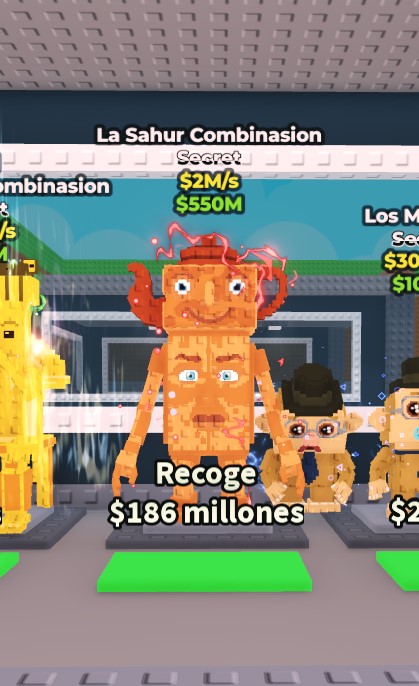 La Sahur Combinasion
Secret
$2M/s
$550M
ombinasion
/s
M
Los M
Se
$30
$10
Recoge
$186 millones
s
$2